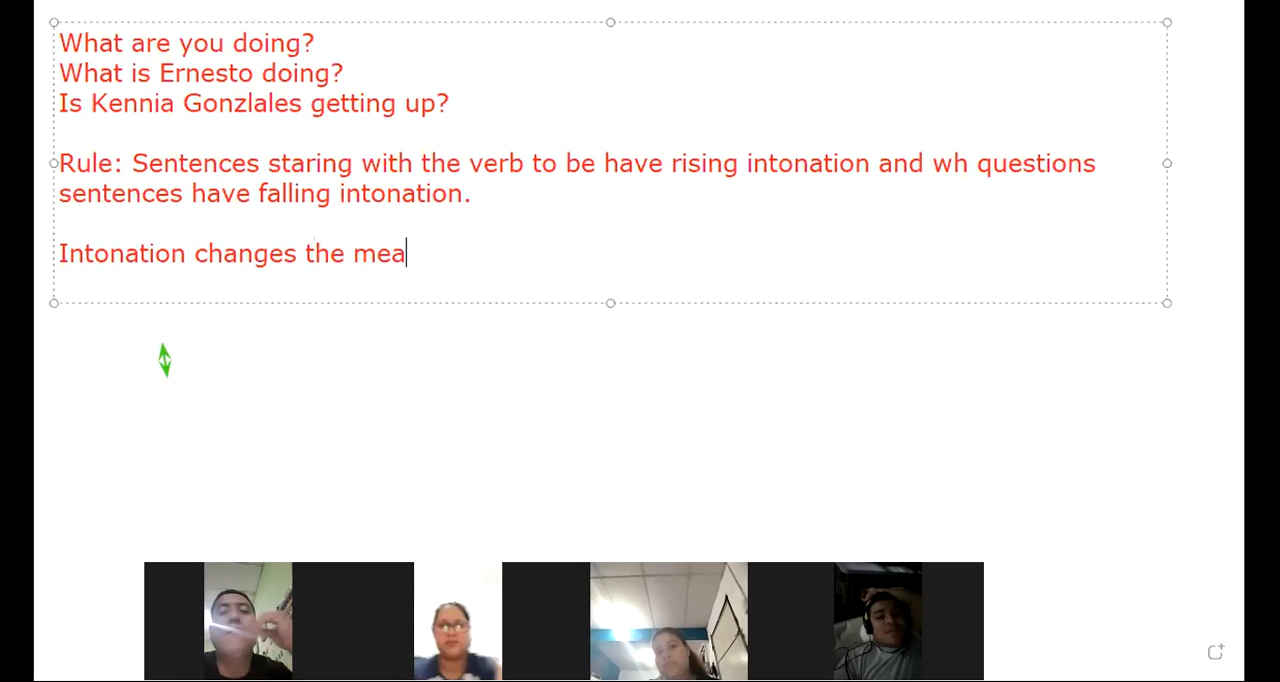 What are you doing?
What is Ernesto doing?
Is Kennia Gonzlales getting up?
Rule: Sentences staring with the verb to be have rising intonation and wh questions
sentences have falling intonation.
Intonation changes the mea